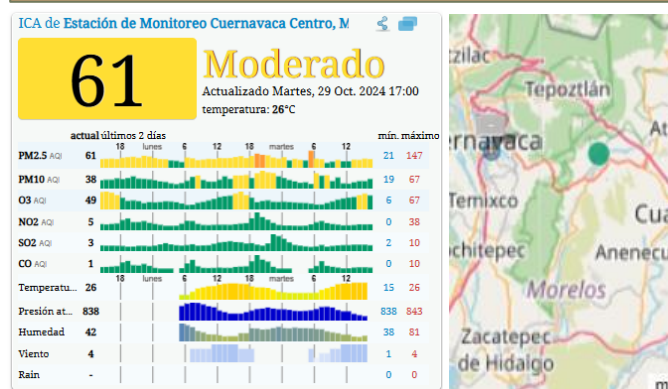 ICA de Estación de Monitoreo Cuernavaca Centro, M
61
Moderado
Actualizado Martes, 29 Oct. 2024 17:00
temperatura: 26°C
actual últimos 2 días mín. máximo
18 lunes 6 12 18 martes 6 12
PM2.5 AQI 61 21 147
PM10 AQI 38 19 67
O3 AQI 49 6 67
NO2 AQI 5 0 38
SO2 AQI 3 2 10
CO AQI 1 0 10
18 lunes 6 12 18 martes 6 12
Temperatu... 26 15 26
Presión at... 838 838 843
Humedad 42 38 81
Viento 4 1 4
Rain - 0 0
tzilac
Tepoztlán
At
ernavaca
Temixco
Cua
ochitepec
Anenecu
Morelos
Zacatepec
de Hidalgo
m